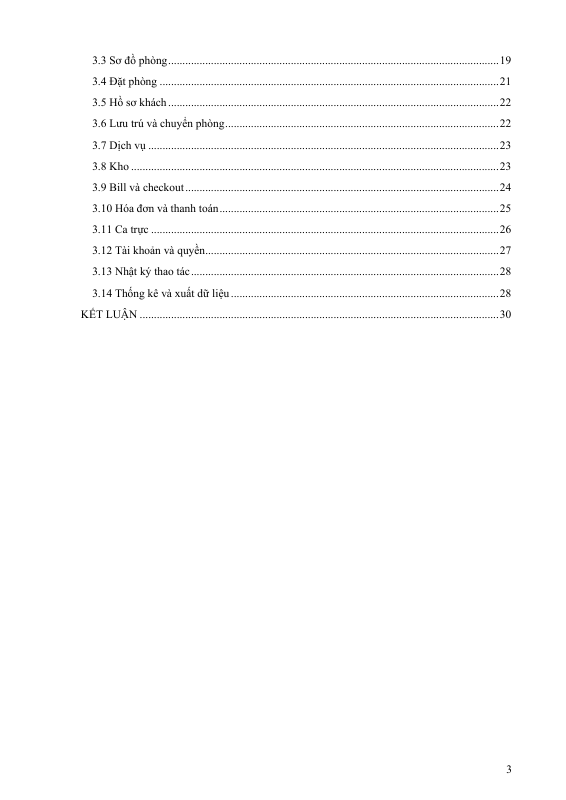 3.3 Sơ đồ phòng 19
3.4 Đặt phòng 21
3.5 Hồ sơ khách 22
3.6 Lưu trú và chuyển phòng 22
3.7 Dịch vụ 23
3.8 Kho 23
3.9 Bill và checkout 24
3.10 Hóa đơn và thanh toán 25
3.11 Ca trực 26
3.12 Tài khoản và quyền 27
3.13 Nhật ký thao tác 28
3.14 Thống kê và xuất dữ liệu 28
KẾT LUẬN 30
3